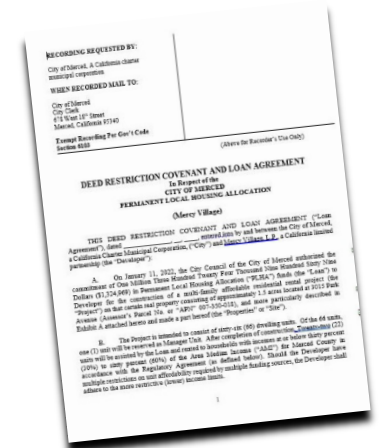 RECORDING REQUESTED BY:
City of Merced, A California charter
municipal corporation
WHEN RECORDED MAIL TO:
City of Merced
City Clerk
678 West 18th Street
Merced, California 95340
Exempt Recording Per Gov't Code
Section 6103
(Above for Recorder's Use Only)
DEED RESTRICTION COVENANT AND LOAN AGREEMENT
In Respect of the
CITY OF MERCED
PERMANENT LOCAL HOUSING ALLOCATION
(Mercy Village)
THIS DEED RESTRICTION COVENANT AND LOAN AGREEMENT ("Loan
Agreement"), dated entered into by and between the City of Merced,
a California Charter Municipal Corporation, ("City") and Mercy Village, L.P., a California limited
partnership (the "Developer").
A. On January 11, 2022, the City Council of the City of Merced authorized the
commitment of One Million Three Hundred Twenty Four Thousand Nine Hundred Sixty Nine
Dollars ($1,324,969) in Permanent Local Housing Allocation ("PLHA") funds (the "Loan") to
Developer for the construction of a multi-family affordable residential rental project (the
"Project") on that certain real property consisting of approximately 1.5 acres located at 3015 Park
Avenue (Assessor's Parcel No. or "APN" 007-350-018), and more particularly described in
Exhibit A attached hereto and made a part hereof (the "Properties" or "Site").
B. The Project is intended to consist of sixty-six (66) dwelling units. Of the 66 units,
one (1) unit will be reserved as Manager Unit. After completion of construction, Twenty-two (22)
units will be assisted by the Loan and rented to households with incomes at or below thirty percent
(30%) to sixty percent (60%) of the Area Median Income ("AMI") for Merced County in
accordance with the Regulatory Agreement (as defined below). Should the Developer have
multiple restrictions on unit affordability required by multiple funding sources, the Developer shall
adhere to the more restrictive (lower income) limits.
1